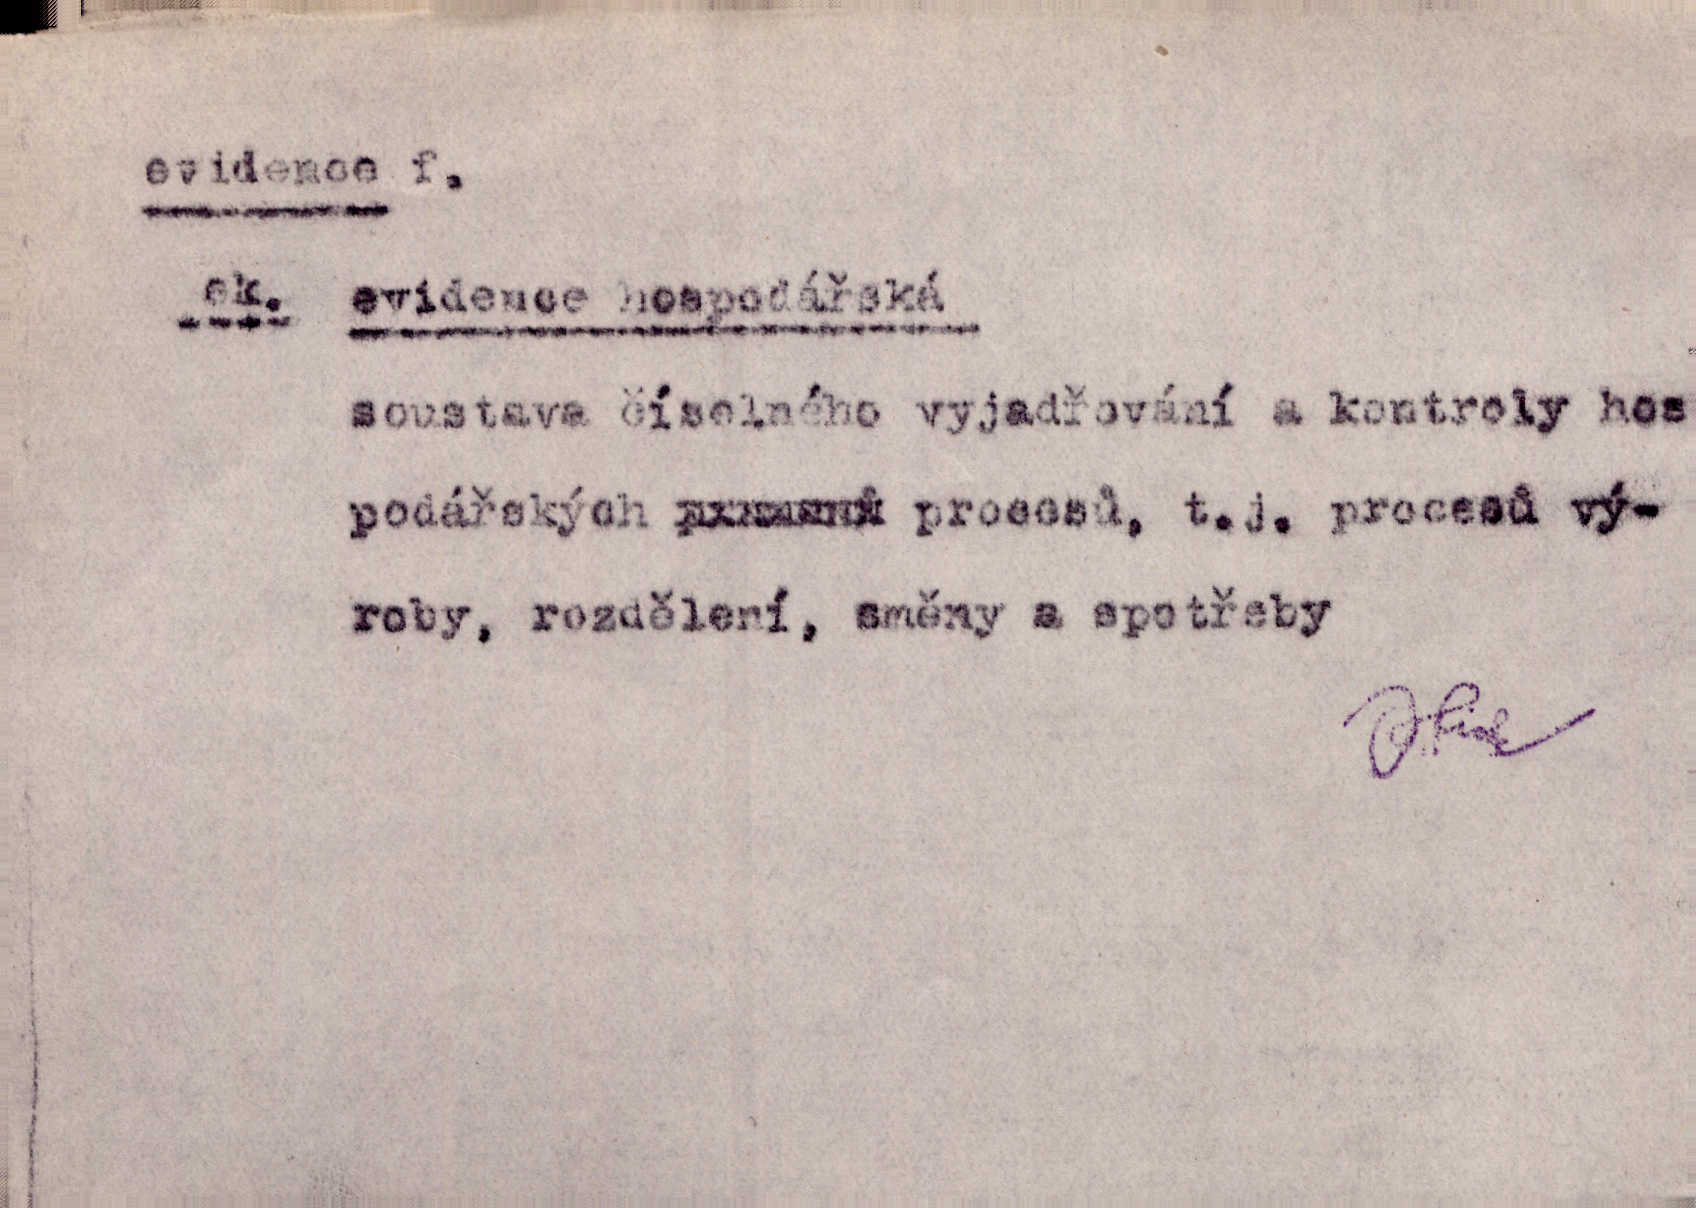 evidence f.
ek. evidence hospodářská
soustava číselného vyjadřování a kontroly hos
podářských procesů, t.j. procesů vý-
roby, rozdělení, směny a spotřeby